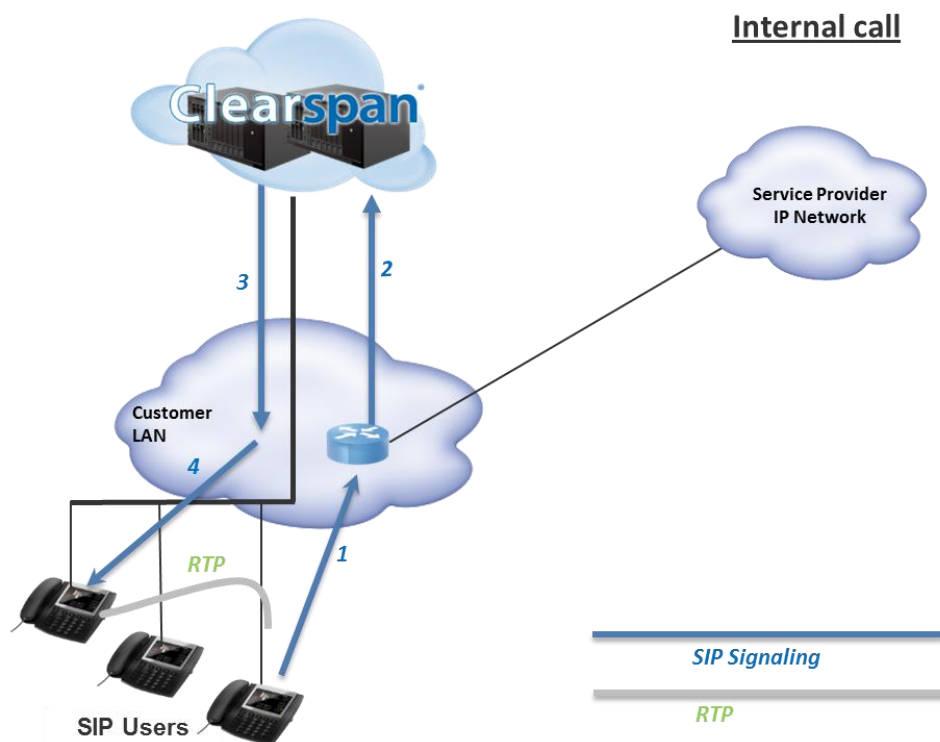 Internal call
Clearspan
Service Provider
IP Network
3
2
Customer
LAN
4
1
RTP
SIP Signaling
RTP
SIP Users